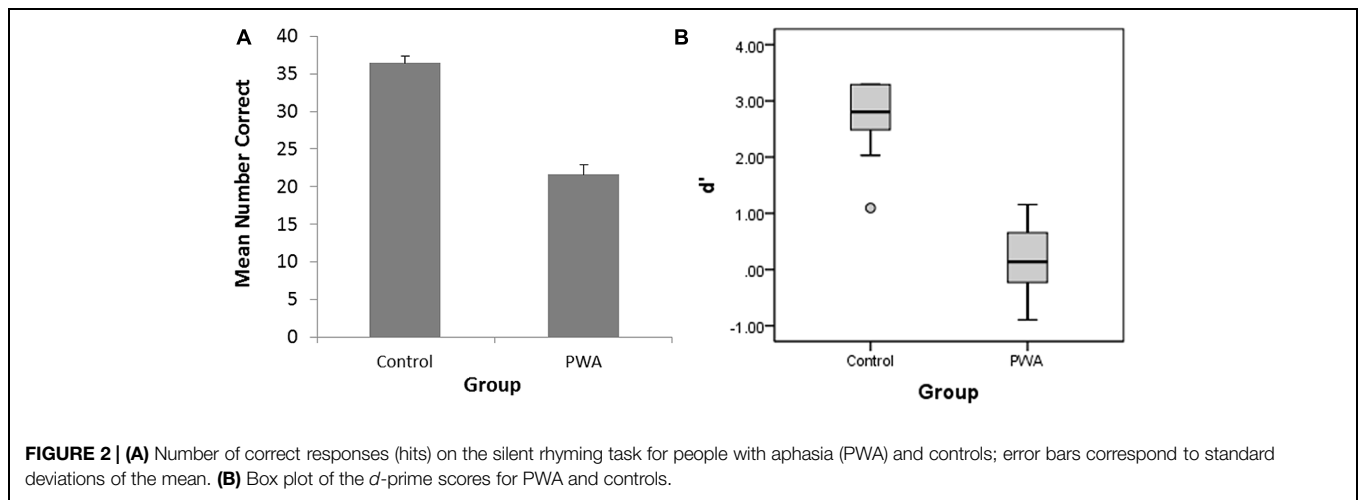 A
40
35
30
25
20
15
10
5
0
Mean Number Correct
Control
PWA
Group
B
4.00
3.00
2.00
1.00
.00
-1.00
d'
Control
PWA
Group
FIGURE 2 | (A) Number of correct responses (hits) on the silent rhyming task for people with aphasia (PWA) and controls; error bars correspond to standard
deviations of the mean. (B) Box plot of the d-prime scores for PWA and controls.